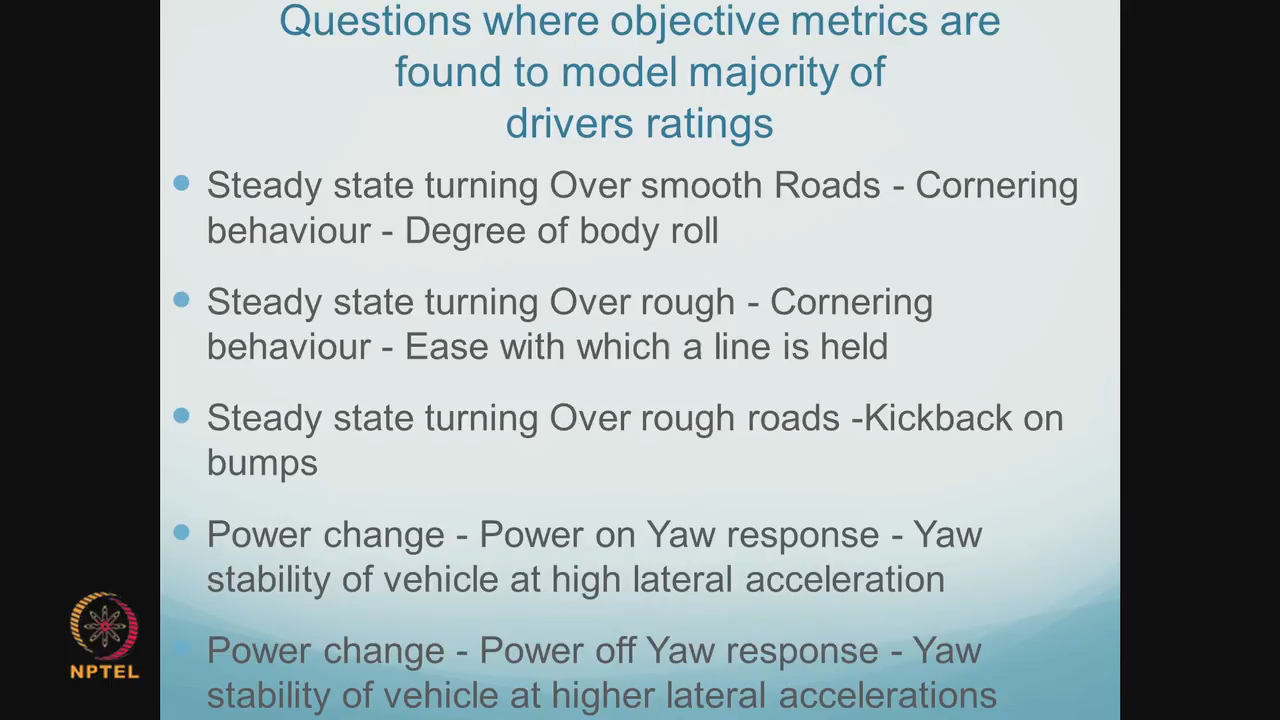 Questions where objective metrics are
found to model majority of
drivers ratings
Steady state turning Over smooth Roads - Cornering
behaviour - Degree of body roll
Steady state turning Over rough - Cornering
behaviour - Ease with which a line is held
Steady state turning Over rough roads -Kickback on
bumps
Power change - Power on Yaw response - Yaw
stability of vehicle at high lateral acceleration
Power change - Power off Yaw response - Yaw
stability of vehicle at higher lateral accelerations
NPTEL